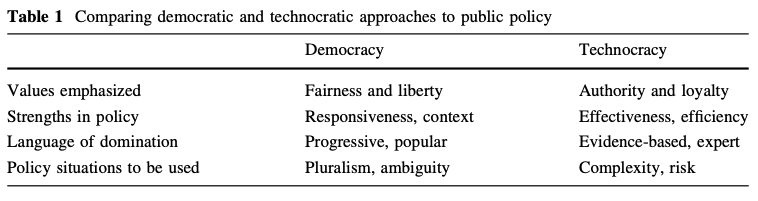 Table 1 Comparing democratic and technocratic approaches to public policy
Democracy Technocracy
Values emphasized Fairness and liberty Authority and loyalty
Strengths in policy Responsiveness, context Effectiveness, efficiency
Language of domination Progressive, popular Evidence-based, expert
Policy situations to be used Pluralism, ambiguity Complexity, risk